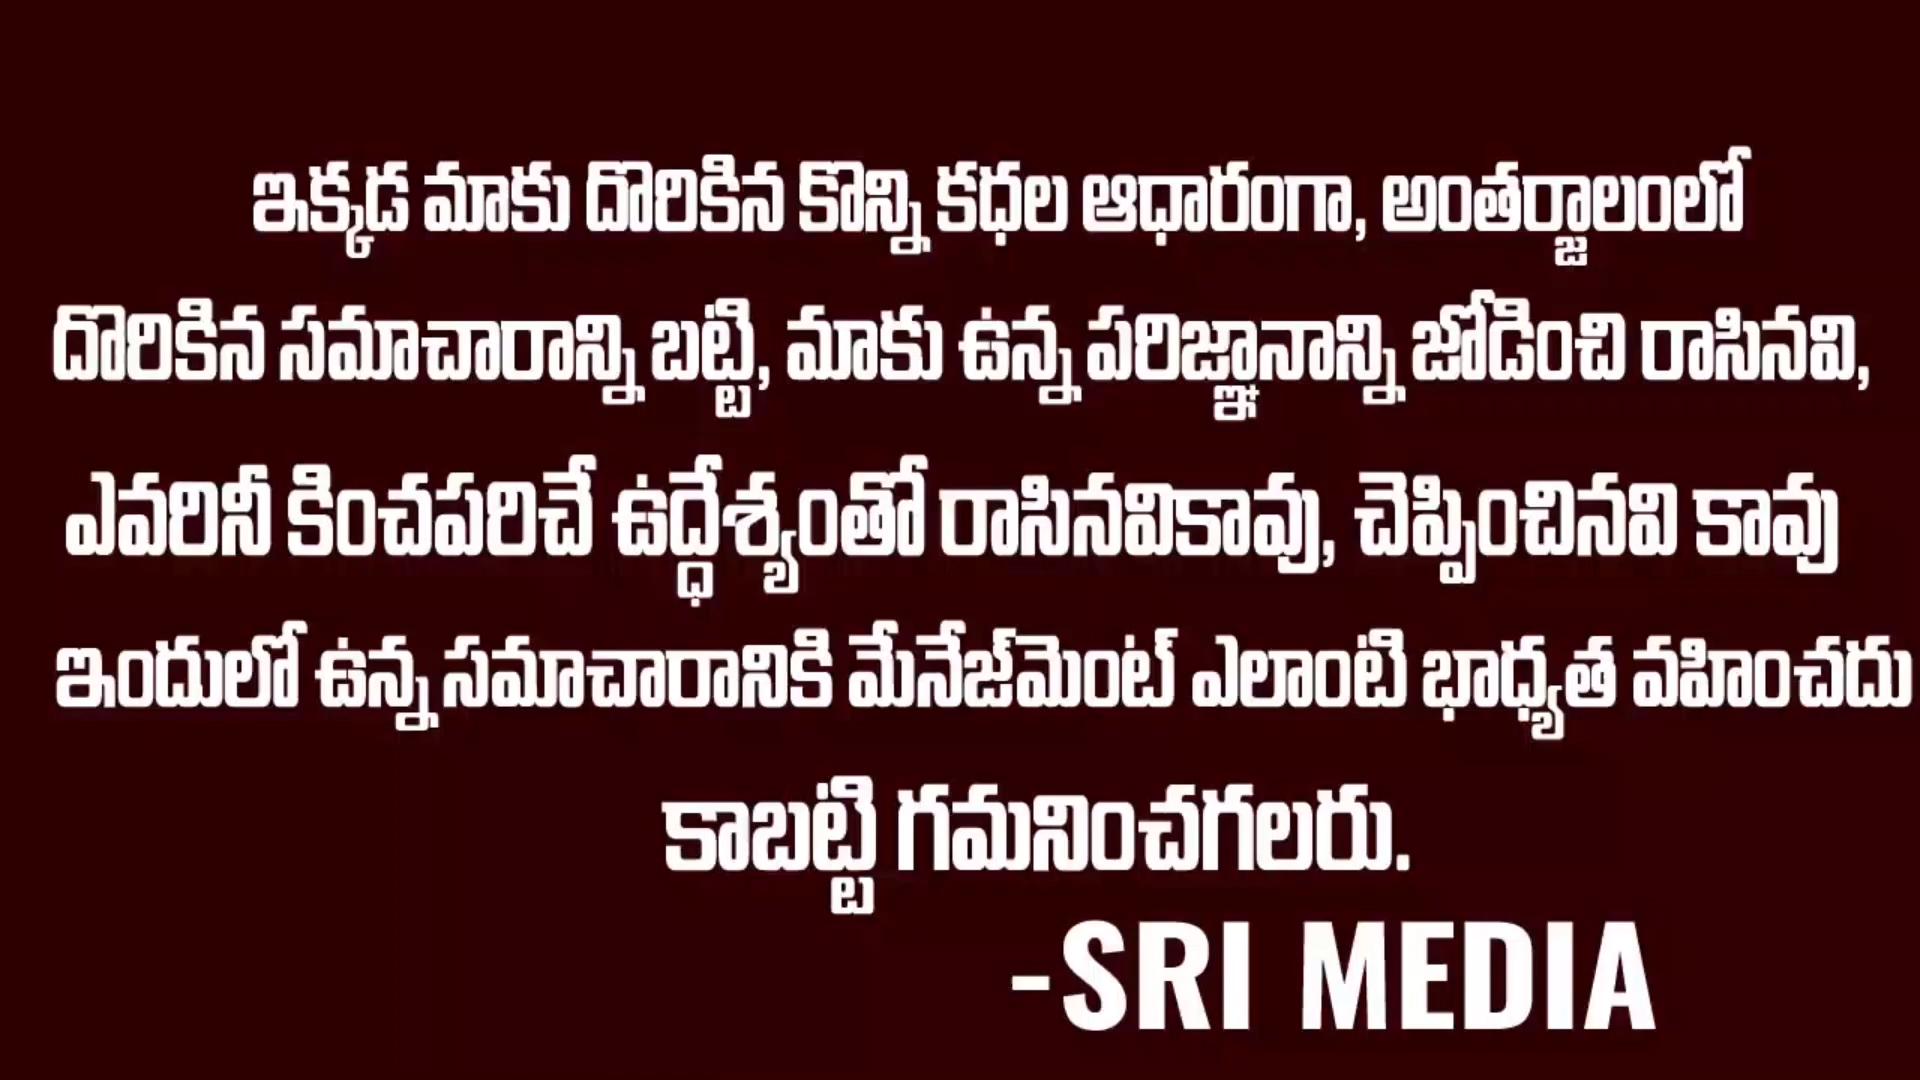 ఇక్కడ మాకు దొరికిన కొన్ని కధల ఆధారంగా, అంతర్జాలంలో
దొరికిన సమాచారాన్ని బట్టి, మాకు ఉన్న పరిజ్ఞానాన్ని జోడించి రాసినవి,
ఎవరినీ కించపరిచే ఉద్ధేశ్యంతో రాసినవికావు, చెప్పించినవి కావు
ఇందులో ఉన్న సమాచారానికి మేనేజ్‌మెంట్ ఎలాంటి భాధ్యత వహించదు
కాబట్టి గమనించగలరు.
-SRI MEDIA